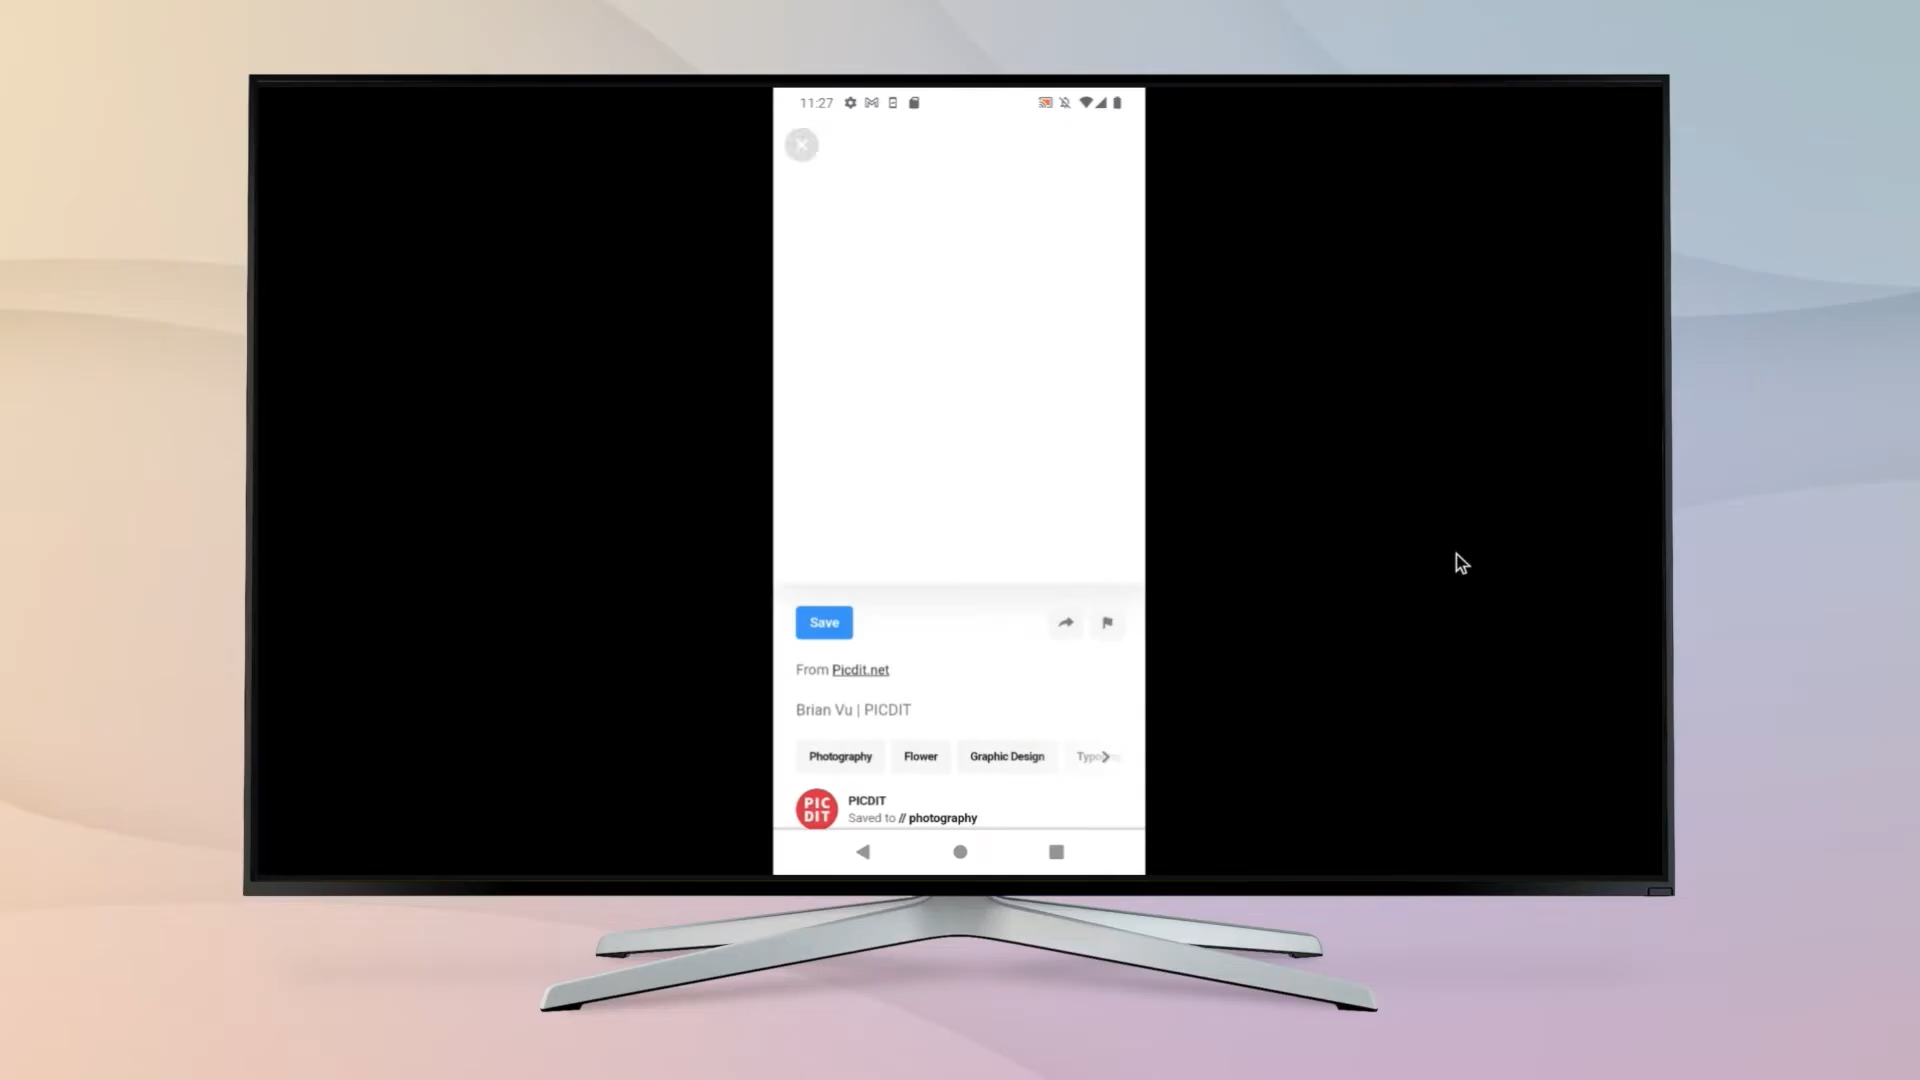 11:27
Save
From Picdit.net
Brian Vu | PICDIT
Photography Flower Graphic Design
PIC DIT
PICDIT
Saved to // photography